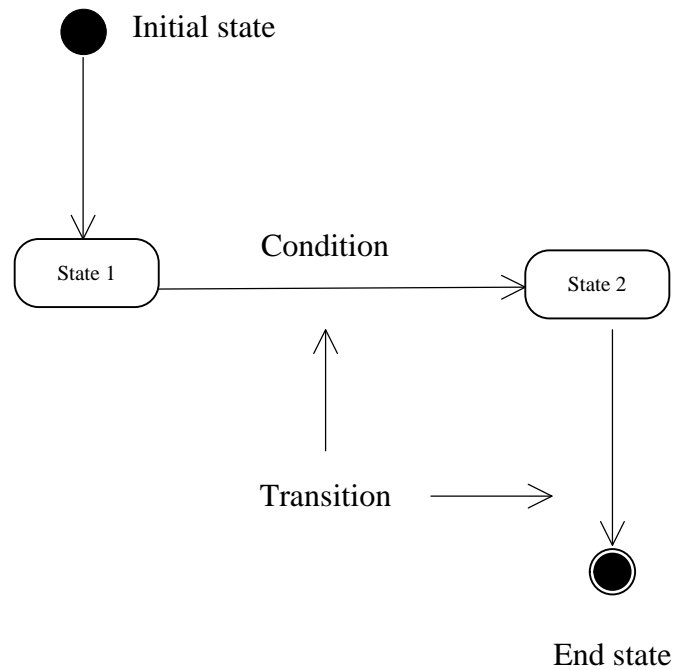 Initial state
Condition
State 1
State 2
Transition
End state